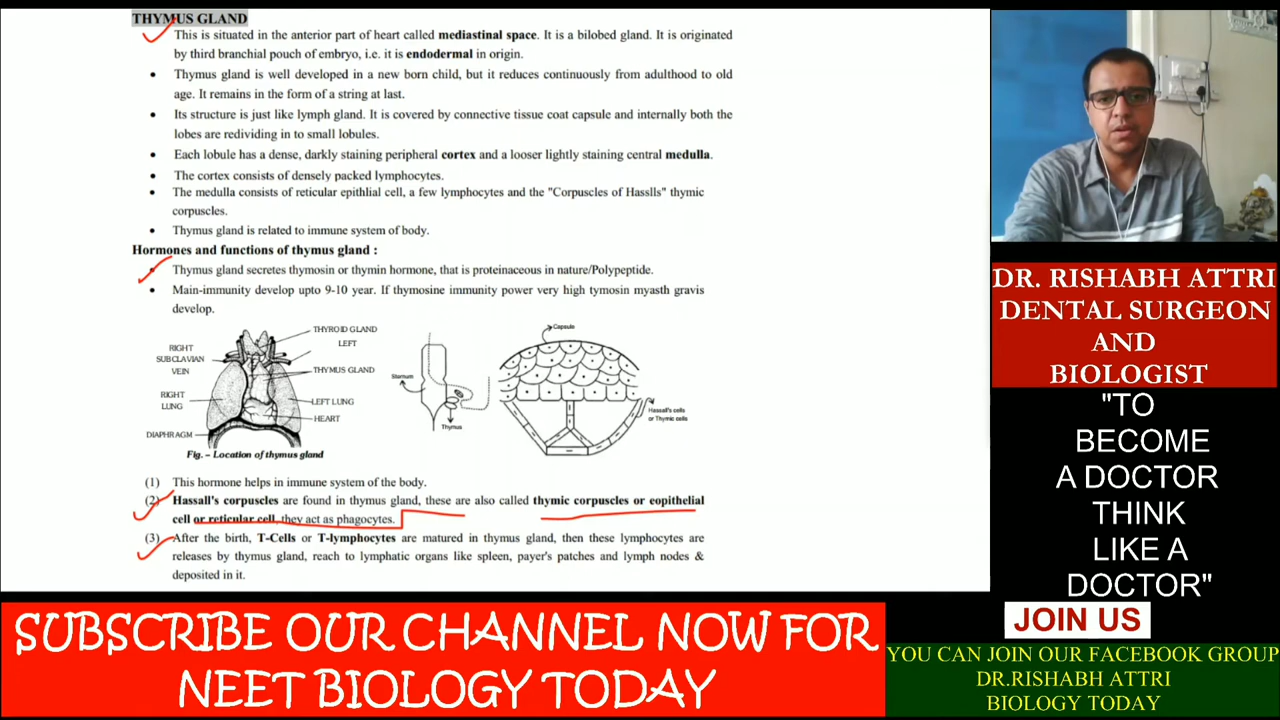 THYMUS GLAND
This is situated in the anterior part of heart called mediastinal space. It is a bilobed gland. It is originated
by third branchial pouch of embryo, i.e. it is endodermal in origin.
• Thymus gland is well developed in a new born child, but it reduces continuously from adulthood to old
age. It remains in the form of a string at last.
• Its structure is just like lymph gland. It is covered by connective tissue coat capsule and internally both the
lobes are redividing in to small lobules.
• Each lobule has a dense, darkly staining peripheral cortex and a looser lightly staining central medulla.
• The cortex consists of densely packed lymphocytes.
• The medulla consists of reticular epithlial cell, a few lymphocytes and the "Corpuscles of Hasslls" thymic
corpuscles.
• Thymus gland is related to immune system of body.
Hormones and functions of thymus gland :
• Thymus gland secretes thymosin or thymin hormone, that is proteinaceous in nature/Polypeptide.
• Main-immunity develop upto 9-10 year. If thymosine immunity power very high tymosin myasth gravis
develop.
THYROID GLAND
LEFT
RIGHT
SUBCLAVIAN
VEIN
THYMUS GLAND
RIGHT
LUNG
LEFT LUNG
HEART
DIAPHRAGM
Fig. – Location of thymus gland
Sternum
Thymus
Capsule
Hassall's cells
or Thymic cells
(1) This hormone helps in immune system of the body.
(2) Hassall's corpuscles are found in thymus gland, these are also called thymic corpuscles or eopithelial
cell or reticular cell, they act as phagocytes.
(3) After the birth, T-Cells or T-lymphocytes are matured in thymus gland, then these lymphocytes are
releases by thymus gland, reach to lymphatic organs like spleen, payer's patches and lymph nodes &
deposited in it.
DR. RISHABH ATTRI
DENTAL SURGEON
AND
BIOLOGIST
"TO
BECOME
A DOCTOR
THINK
LIKE A
DOCTOR"
JOIN US
SUBSCRIBE OUR CHANNEL NOW FOR
NEET BIOLOGY TODAY
YOU CAN JOIN OUR FACEBOOK GROUP
DR.RISHABH ATTRI
BIOLOGY TODAY